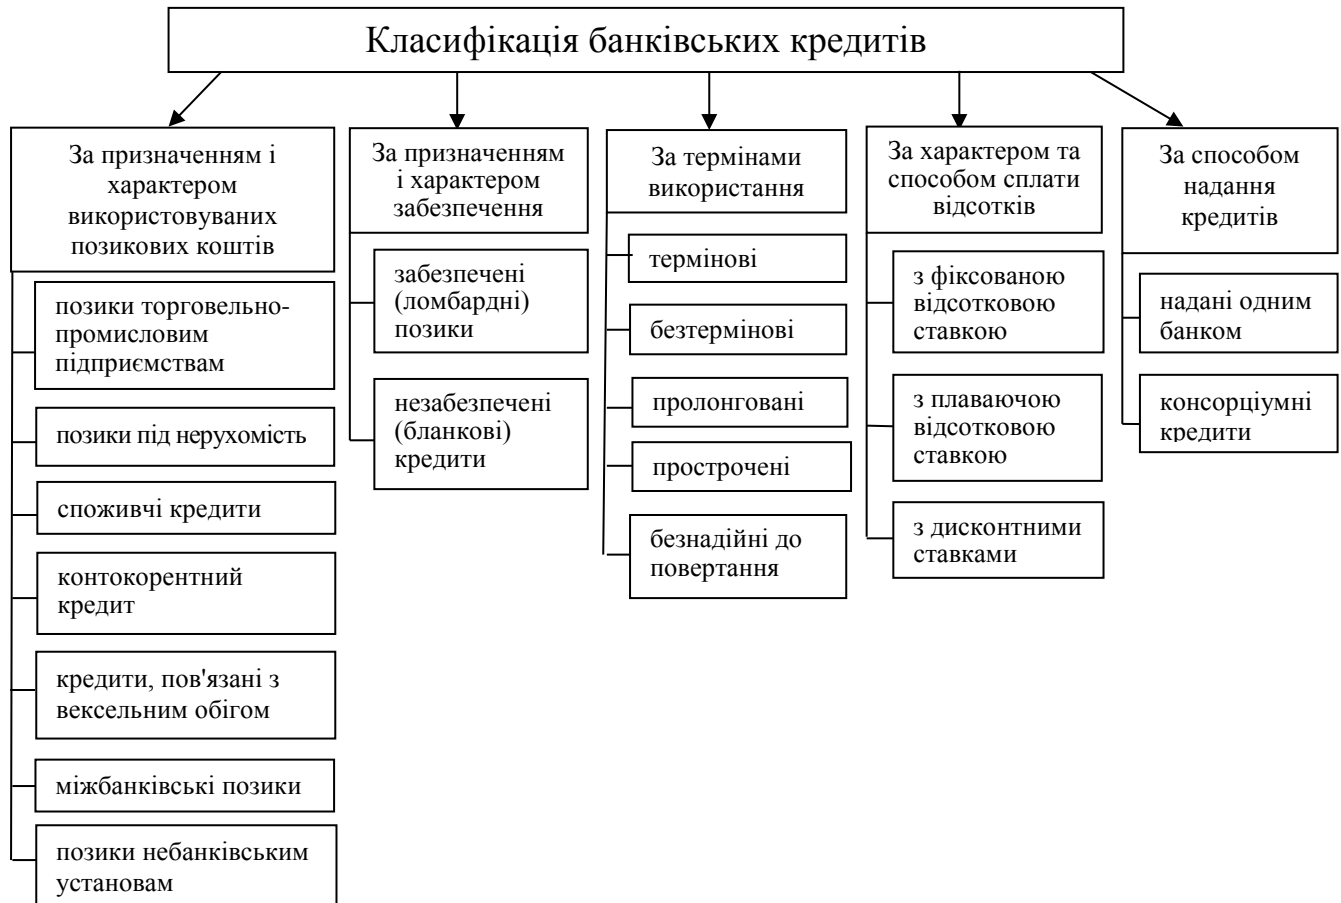 Класифікація банківських кредитів
За призначенням і
характером
використовуваних
позикових коштів
позики торговельно-
промисловим
підприємствам
позики під нерухомість
споживчі кредити
контокорентний
кредит
кредити, пов'язані з
вексельним обігом
міжбанківські позики
позики небанківським
установам
За призначенням
і характером
забезпечення
забезпечені
(ломбардні)
позики
незабезпечені
(бланкові)
кредити
За термінами
використання
термінові
безтермінові
пролонговані
прострочені
безнадійні до
повертання
За характером та
способом сплати
відсотків
з фіксованою
відсотковою
ставкою
з плаваючою
відсотковою
ставкою
з дисконтними
ставками
За способом
надання
кредитів
надані одним
банком
консорціумні
кредити